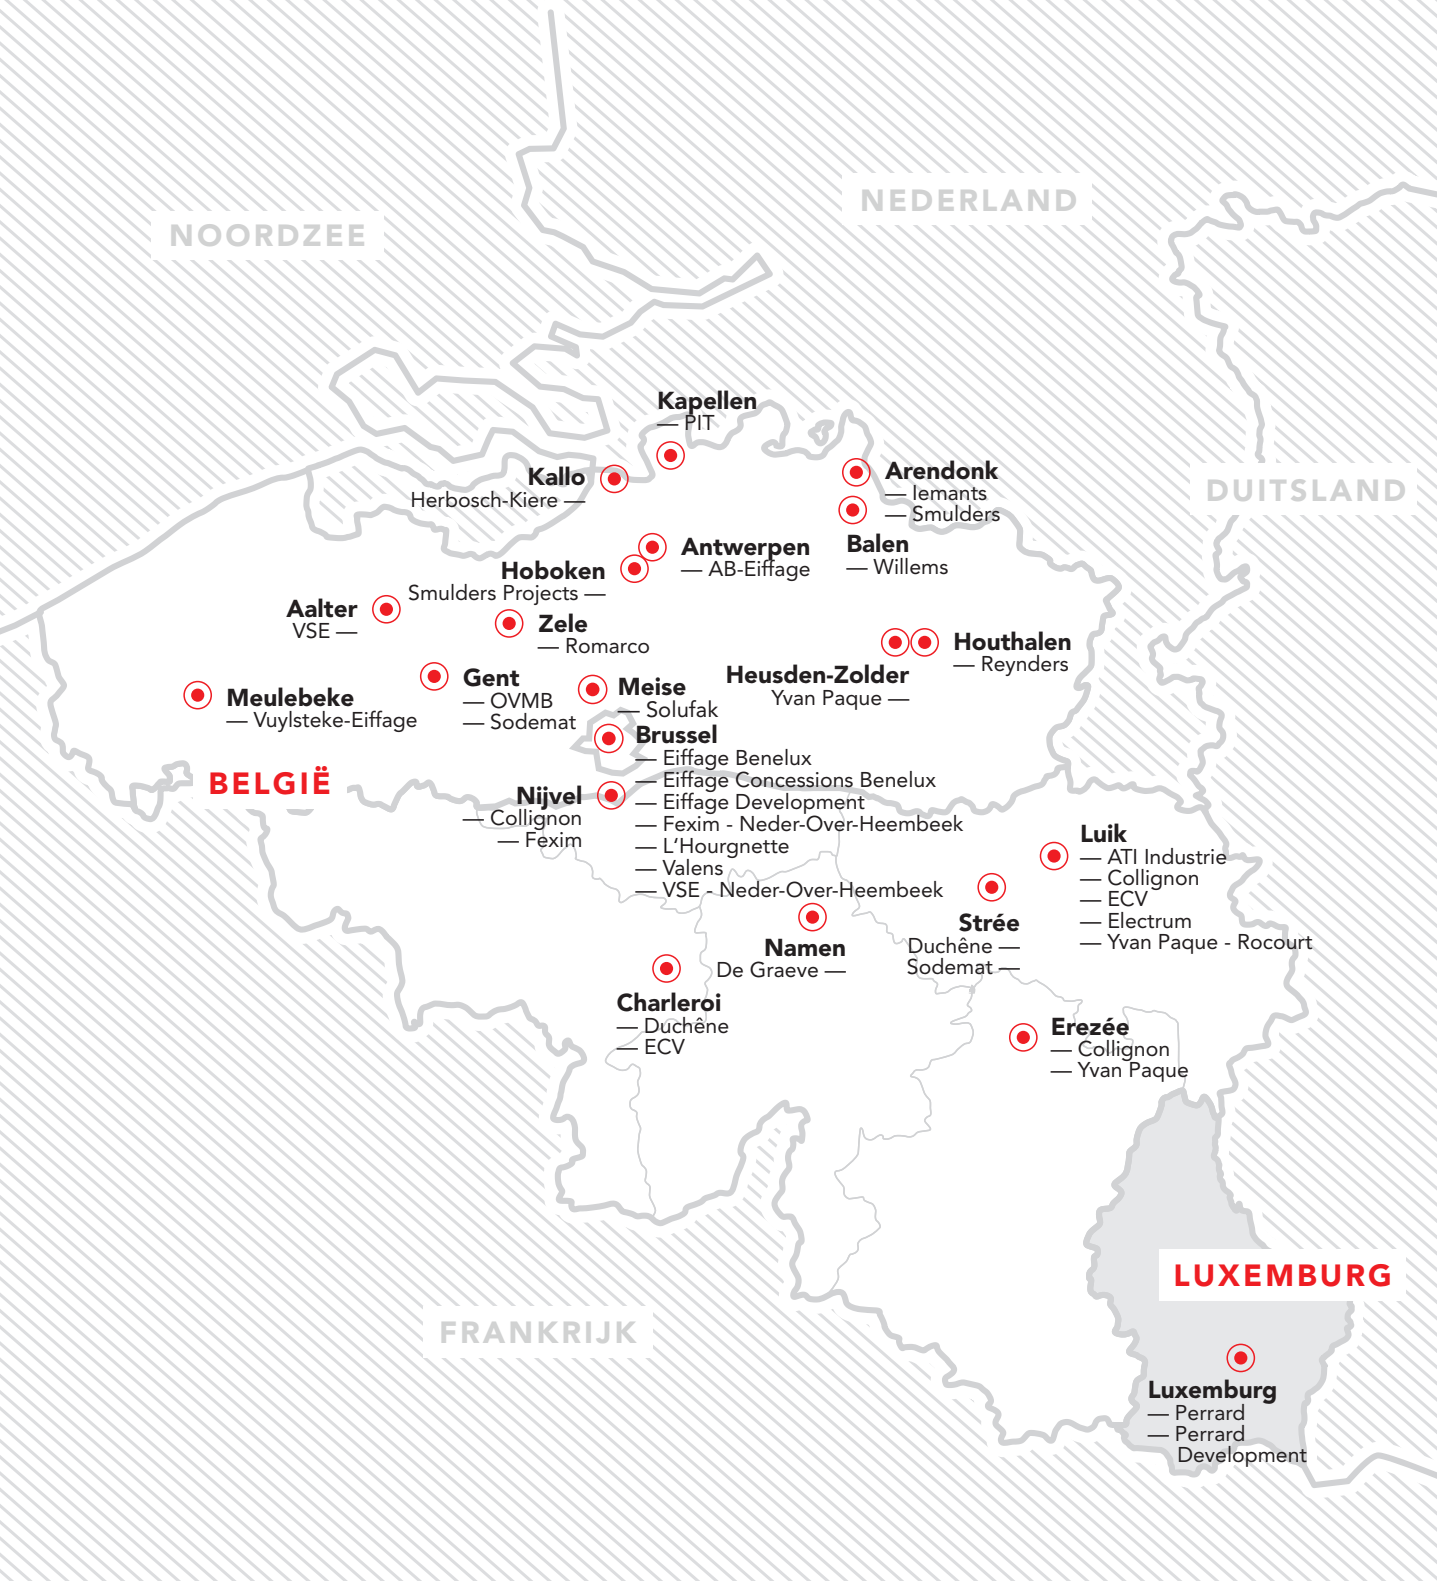 NEDERLAND
NOORDZEE
Kapellen
— PIT
Kallo
Herbosch-Kiere —
Arendonk
— Iemants
— Smulders
DUITSLAND
Balen
— Willems
Antwerpen
— AB-Eiffage
Hoboken
Smulders Projects —
Aalter
VSE —
Zele
— Romarco
Houthalen
— Reynders
Heusden-Zolder
Yvan Paque —
Gent
— OVMB
— Sodemat
Meise
— Solufak
Meulebeke
— Vuylsteke-Eiffage
Brussel
— Eiffage Benelux
— Eiffage Concessions Benelux
— Eiffage Development
— Fexim - Neder-Over-Heembeek
— L'Hourgnette
— Valens
— VSE - Neder-Over-Heembeek
BELGIË
Nijvel
— Collignon
— Fexim
Luik
— ATI Industrie
— Collignon
— ECV
— Electrum
— Yvan Paque - Rocourt
Strée
Duchêne —
Sodemat —
Namen
De Graeve —
Charleroi
— Duchêne
— ECV
Erezée
— Collignon
— Yvan Paque
LUXEMBURG
FRANKRIJK
Luxemburg
— Perrard
— Perrard
Development